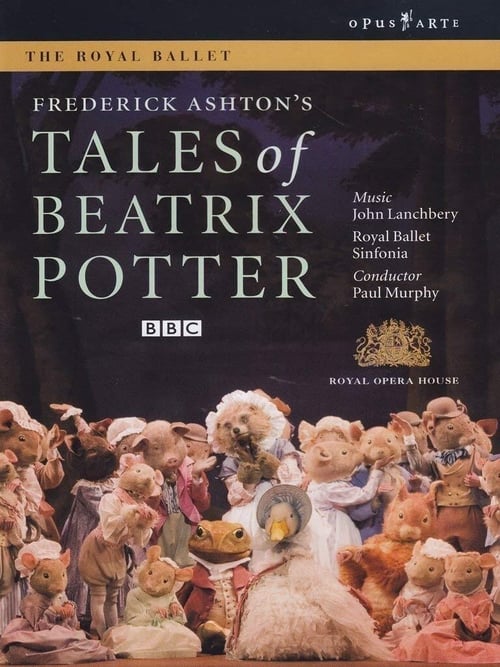 OPUS ARTE
THE ROYAL BALLET
FREDERICK ASHTON'S
TALES of
BEATRIX
POTTER
Music
John Lanchbery
Royal Ballet
Sinfonia
Conductor
Paul Murphy
BBC
ROYAL OPERA HOUSE